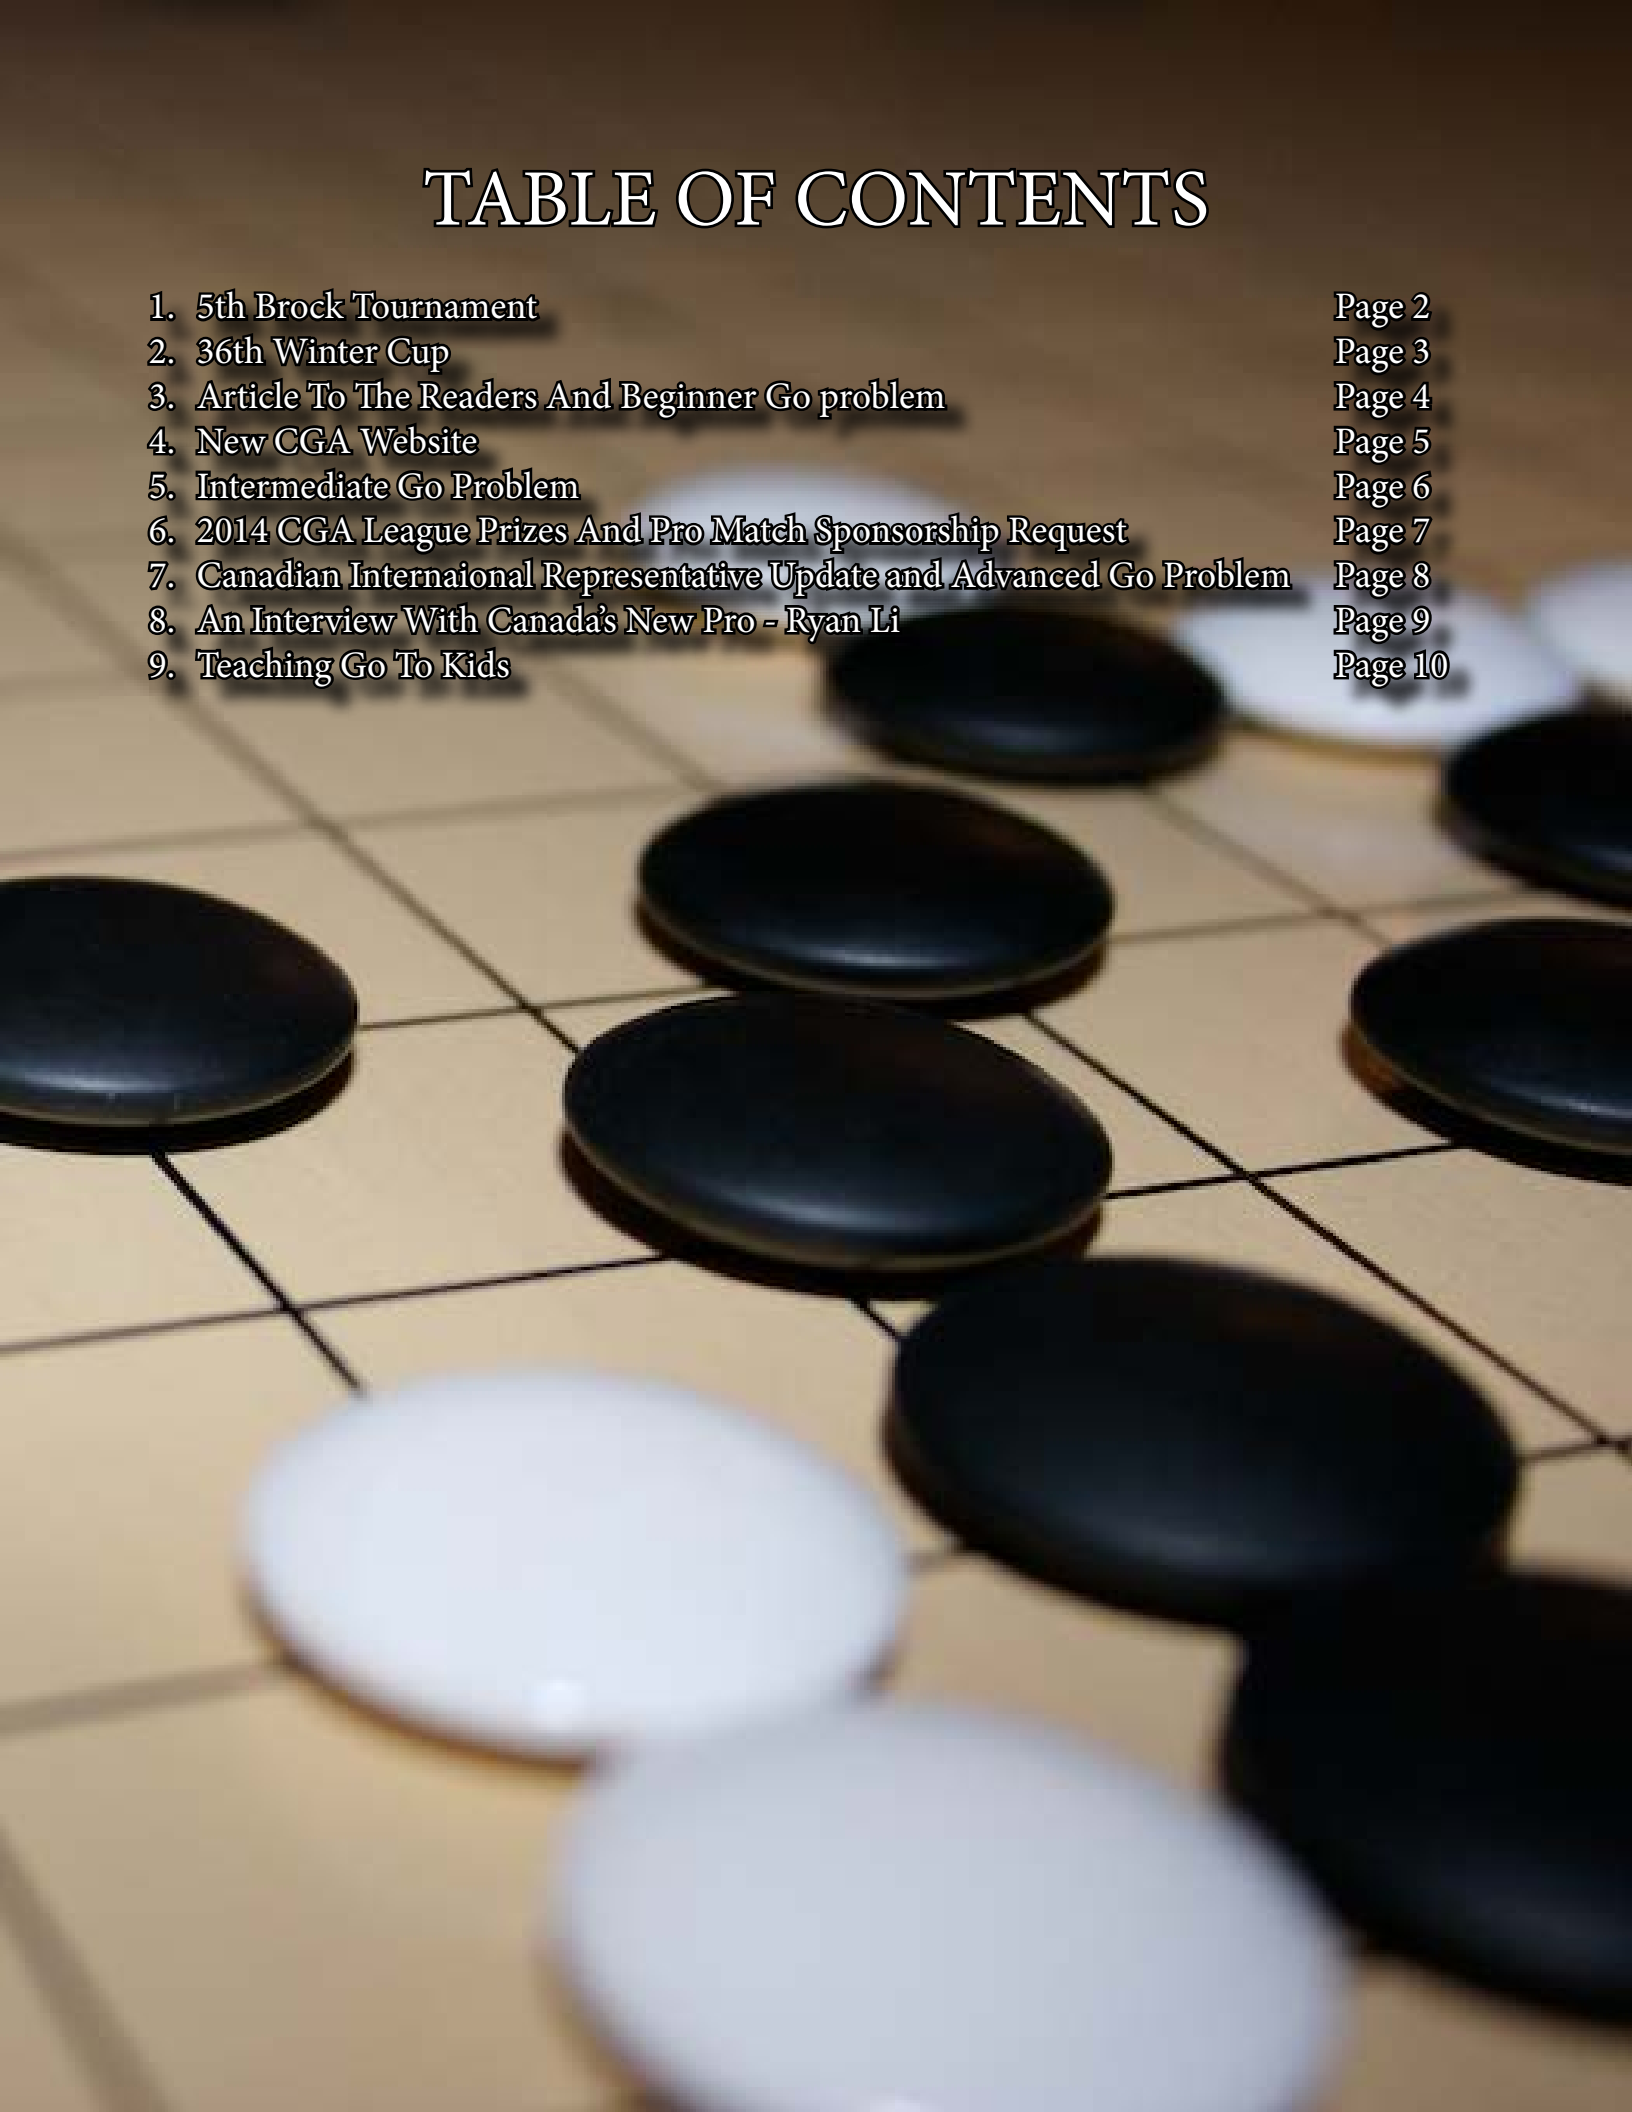 TABLE OF CONTENTS
1. 5th Brock Tournament Page 2
2. 36th Winter Cup Page 3
3. Article To The Readers And Beginner Go problem Page 4
4. New CGA Website Page 5
5. Intermediate Go Problem Page 6
6. 2014 CGA League Prizes And Pro Match Sponsorship Request Page 7
7. Canadian Internaional Representative Update and Advanced Go Problem Page 8
8. An Interview With Canada’s New Pro - Ryan Li Page 9
9. Teaching Go To Kids Page 10